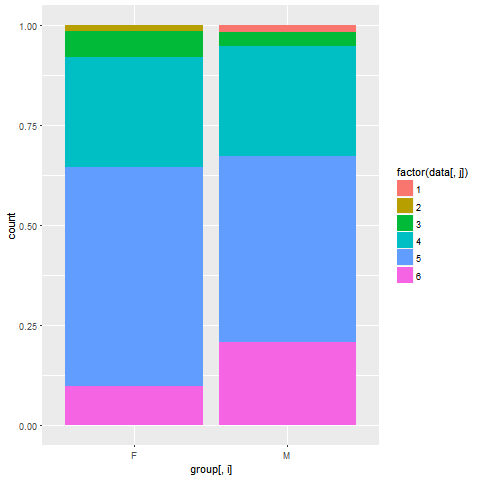 1.00
0.75
0.50
0.25
0.00
count
F
M
group[, i]
factor(data[, j])
1
2
3
4
5
6